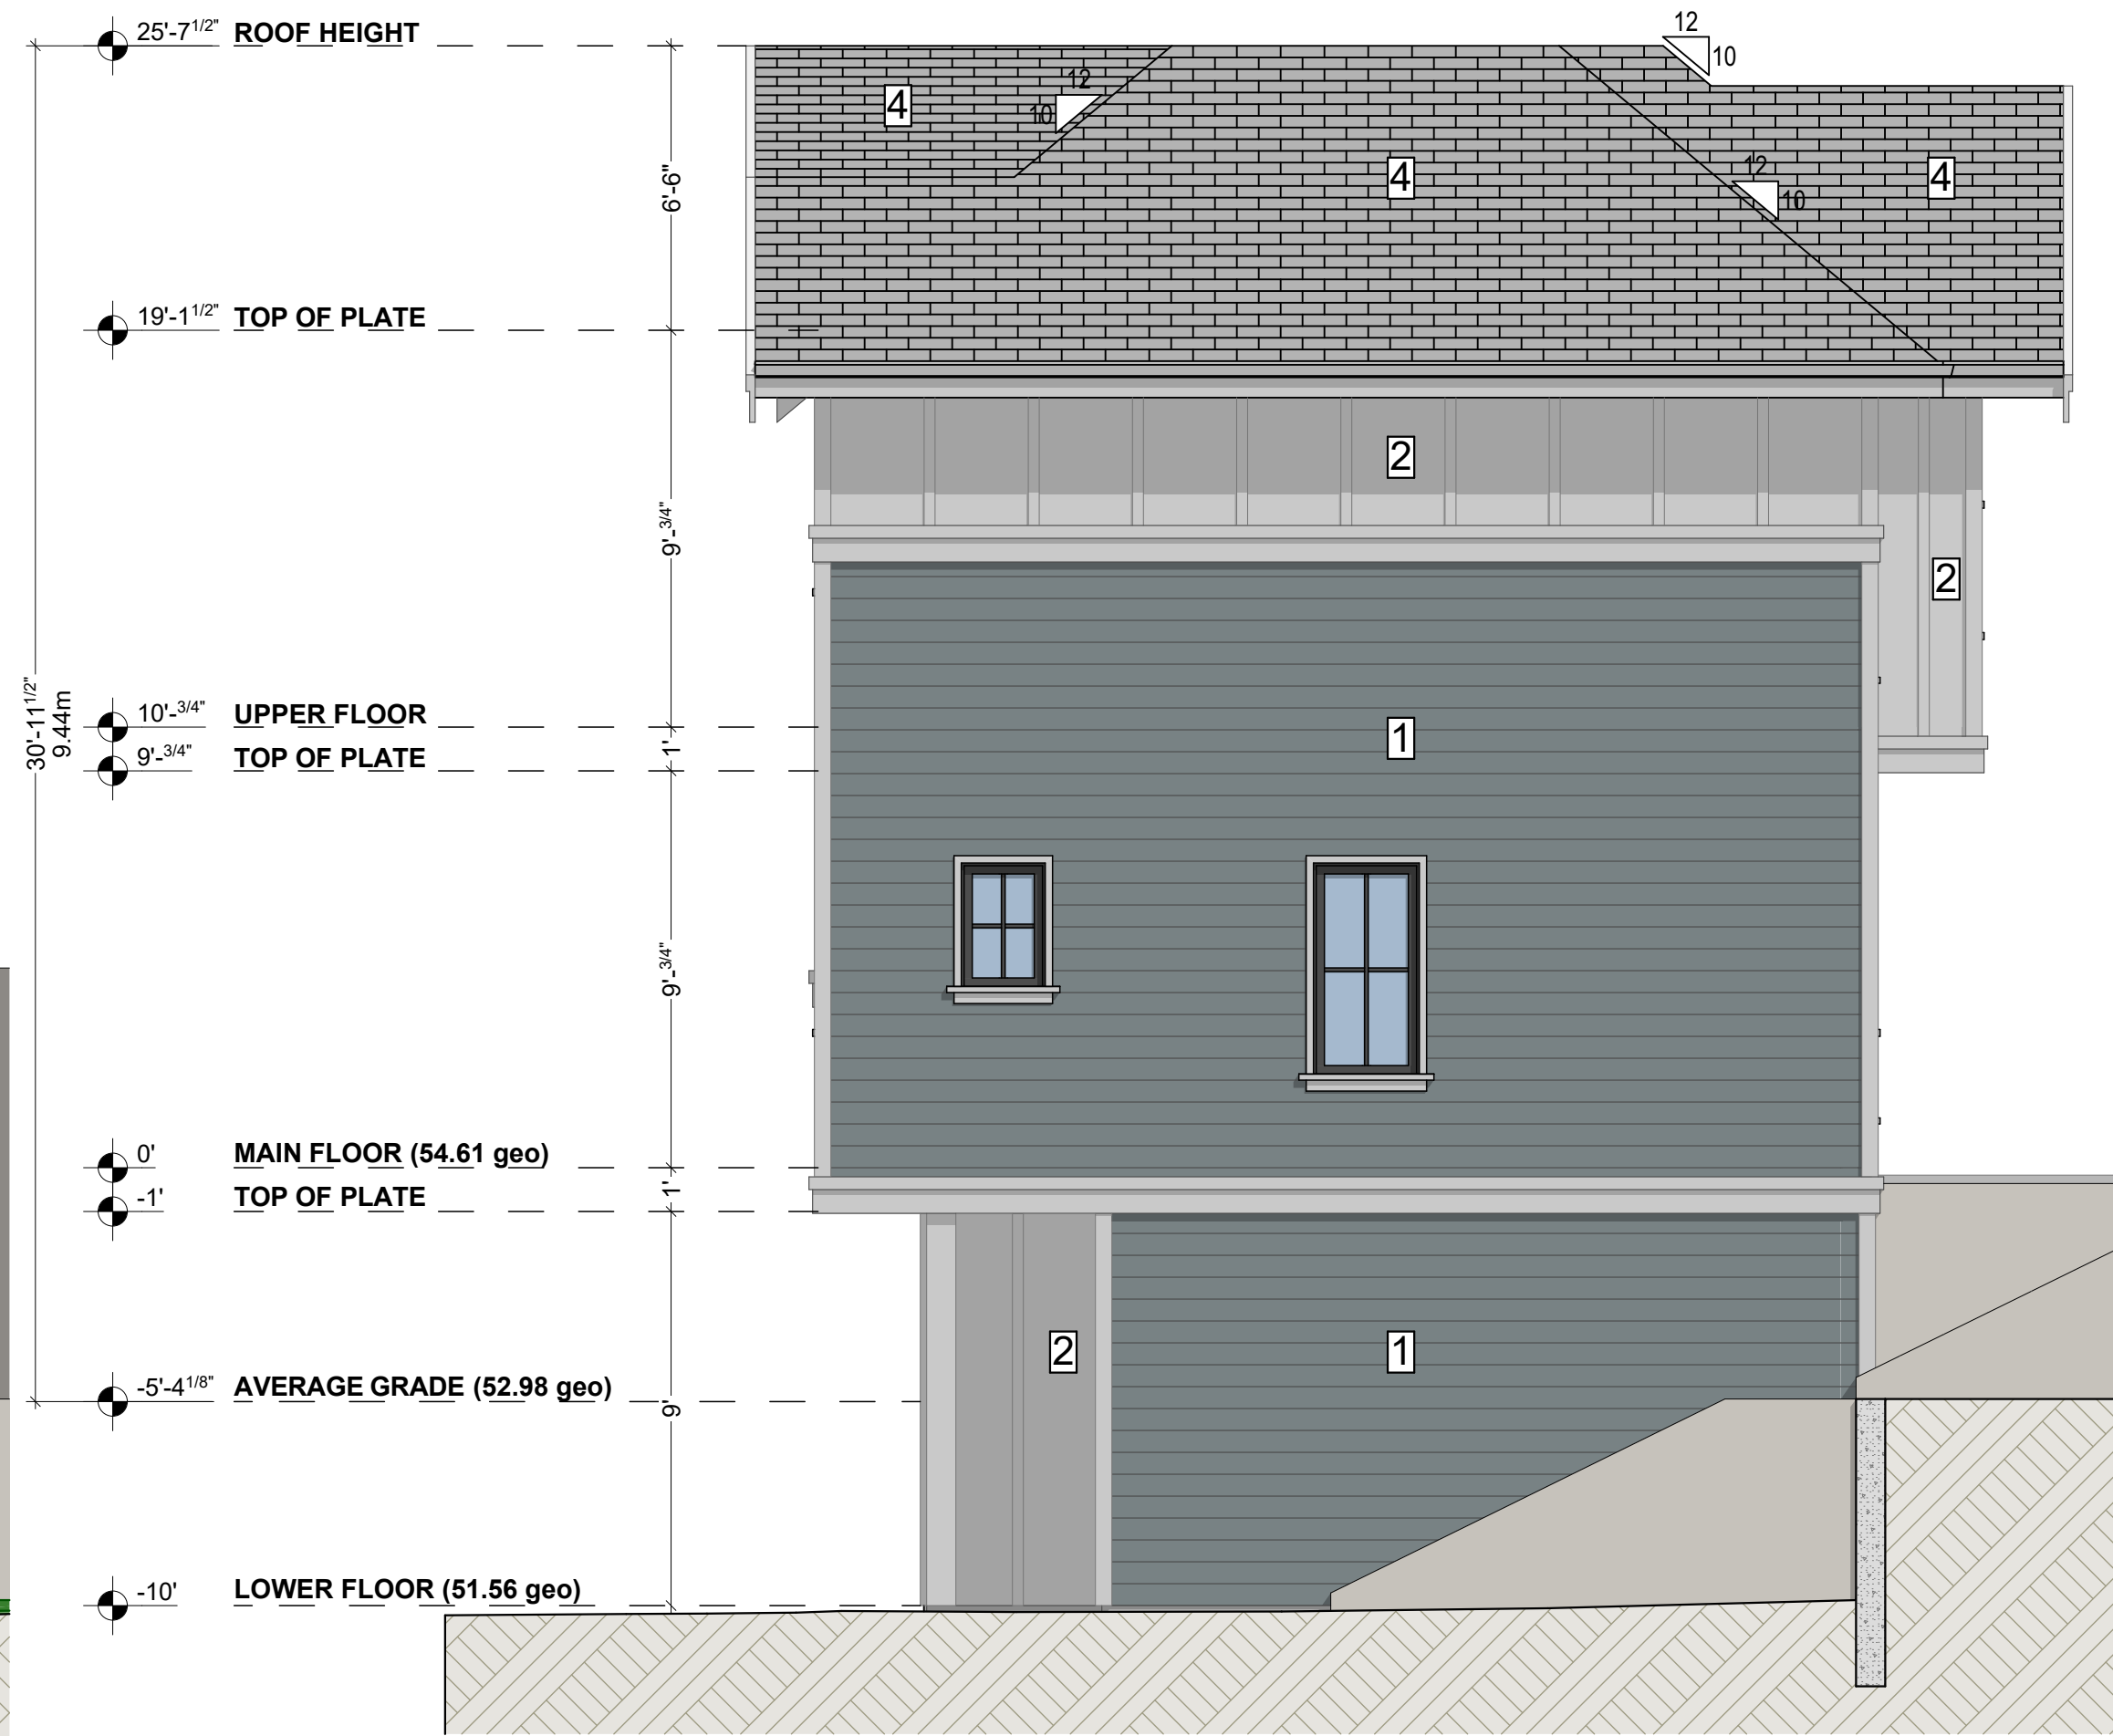 25'-7 1/2" ROOF HEIGHT
12
10
12
10
4
4
4
12
10
6'-6"
19'-1 1/2" TOP OF PLATE
2
9'-3/4"
2
30'-11 1/2"
9.44m
10'-3/4" UPPER FLOOR
1'
1
9'-3/4" TOP OF PLATE
9'-3/4"
0' MAIN FLOOR (54.61 geo)
1'
-1' TOP OF PLATE
2
1
-5'-4 1/8" AVERAGE GRADE (52.98 geo)
9'
-10' LOWER FLOOR (51.56 geo)